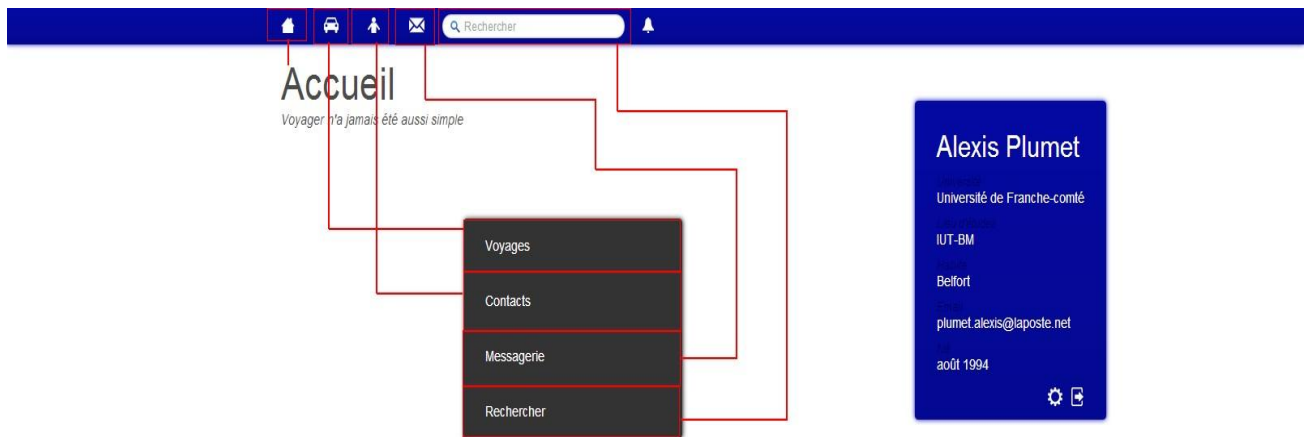 Rechercher
Accueil
Voyager n'a jamais été aussi simple
Alexis Plumet
Université de Franche-comté
IUT-BM
Belfort
plumet.alexis@laposte.net
août 1994
Voyages
Contacts
Messagerie
Rechercher